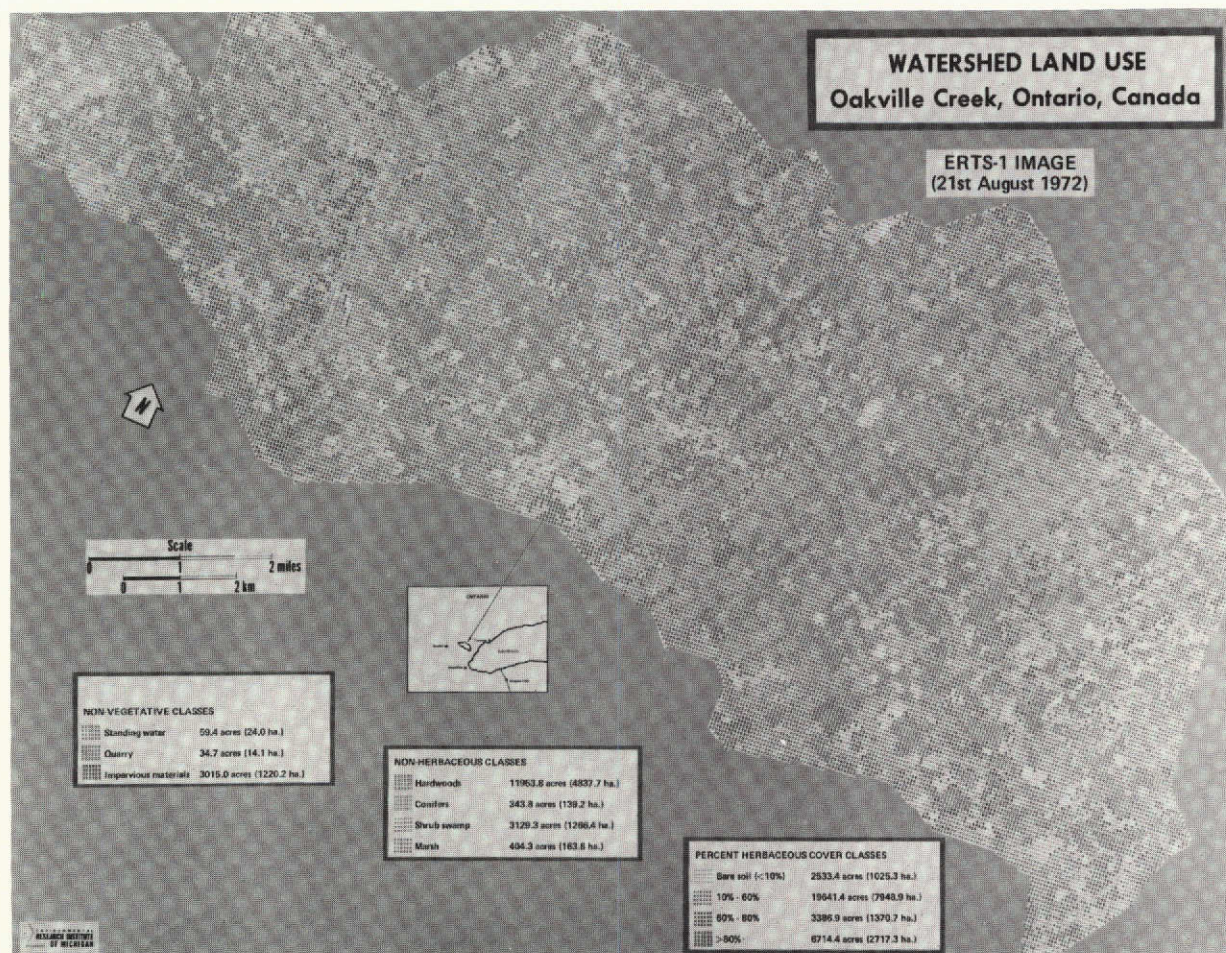 WATERSHED LAND USE
Oakville Creek, Ontario, Canada
ERTS-1 IMAGE
(21st August 1972)
N
Scale
0 1 2 miles
0 1 2 km
ONTARIO
NON-VEGETATIVE CLASSES
Standing water 59.4 acres (24.0 ha.)
Quarry 34.7 acres (14.1 ha.)
Impervious materials 3015.0 acres (1220.2 ha.)
NON-HERBACEOUS CLASSES
Hardwoods 11953.8 acres (4837.7 ha.)
Conifers 343.8 acres (139.2 ha.)
Shrub swamp 3129.3 acres (1266.4 ha.)
Marsh 404.3 acres (163.6 ha.)
PERCENT HERBACEOUS COVER CLASSES
Bare soil (<10%) 2533.4 acres (1025.3 ha.)
10% - 60% 19641.4 acres (7948.9 ha.)
60% - 80% 3386.9 acres (1370.7 ha.)
>80% 6714.4 acres (2717.3 ha.)
ENVIRONMENTAL
RESEARCH INSTITUTE
OF MICHIGAN